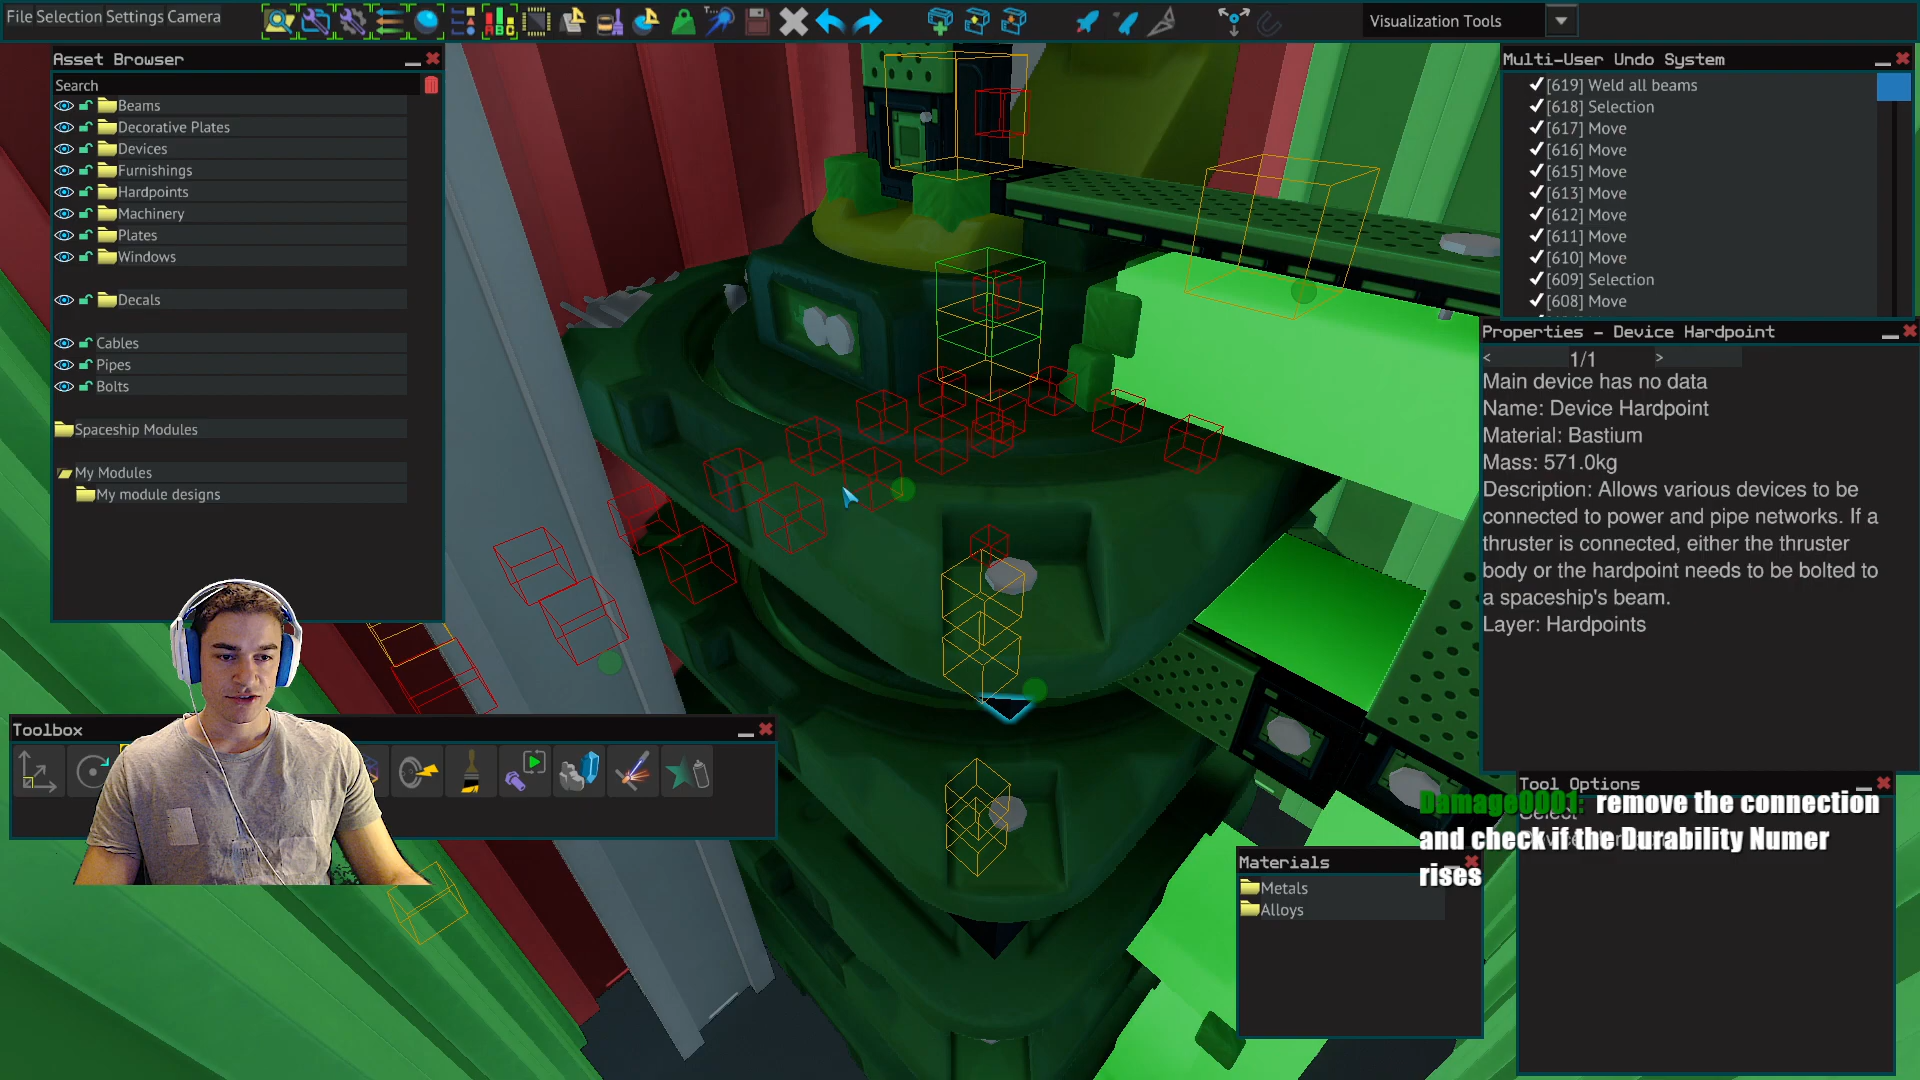 File Selection Settings Camera
Visualization Tools
Asset Browser
Search
Beams
Decorative Plates
Devices
Furnishings
Hardpoints
Machinery
Plates
Windows
Decals
Cables
Pipes
Bolts
Spaceship Modules
My Modules
My module designs
Multi-User Undo System
[619] Weld all beams
[618] Selection
[617] Move
[616] Move
[615] Move
[613] Move
[612] Move
[611] Move
[610] Move
[609] Selection
[608] Move
Properties - Device Hardpoint
< 1/1 >
Main device has no data
Name: Device Hardpoint
Material: Bastium
Mass: 571.0kg
Description: Allows various devices to be
connected to power and pipe networks. If a
thruster is connected, either the thruster
body or the hardpoint needs to be bolted to
a spaceship's beam.
Layer: Hardpoints
Toolbox
Tool Options
Select
Damage0001: remove the connection
and check if the Durability Numer
rises
Materials
Metals
Alloys